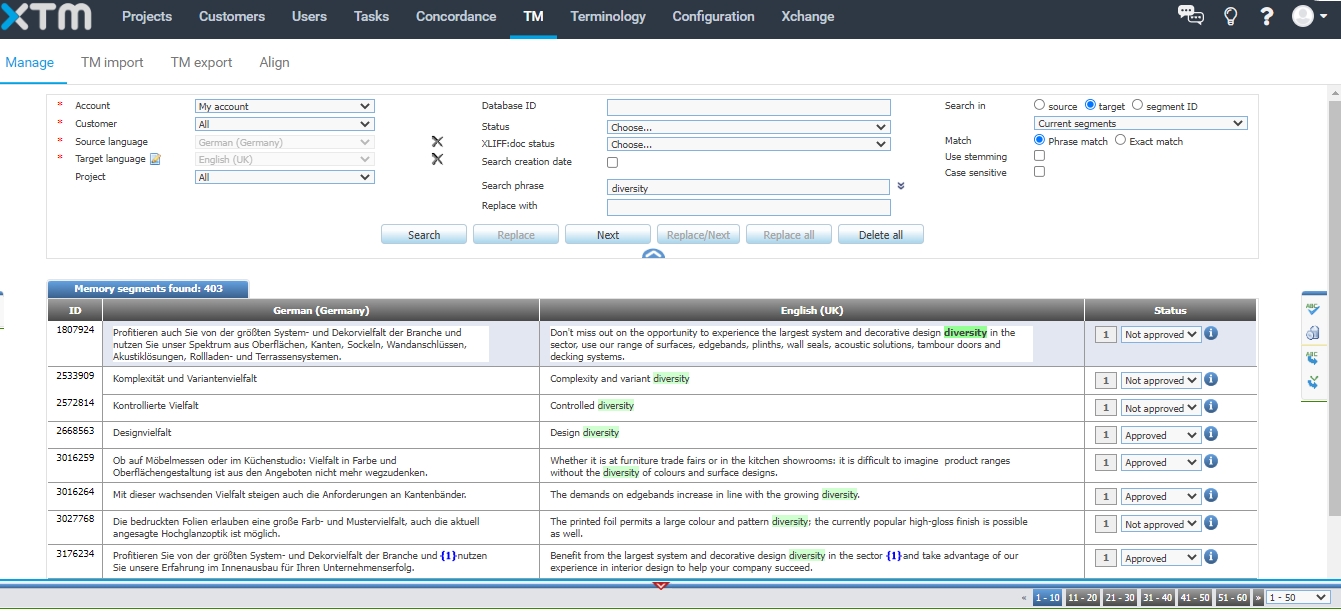 XTM
Projects Customers Users Tasks Concordance TM Terminology Configuration Xchange ?
Manage TM import TM export Align
* Account My account
* Customer All
* Source language German (Germany)
* Target language English (UK)
Project All
Database ID
Status Choose...
XLIFF:doc status Choose...
Search creation date
Search phrase diversity
Replace with
Search in source target segment ID
Current segments
Match Phrase match Exact match
Use stemming
Case sensitive
Search Replace Next Replace/Next Replace all Delete all
Memory segments found: 403
ID German (Germany) English (UK) Status
1807924
Profitieren auch Sie von der größten System- und Dekorvielfalt der Branche und
nutzen Sie unser Spektrum aus Oberflächen, Kanten, Sockeln, Wandanschlüssen,
Akustiklösungen, Rollladen- und Terrassensystemen.
Don't miss out on the opportunity to experience the largest system and decorative design diversity in the
sector, use our range of surfaces, edgebands, plinths, wall seals, acoustic solutions, tambour doors and
decking systems.
1 Not approved i
2533909 Komplexität und Variantenvielfalt Complexity and variant diversity 1 Not approved i
2572814 Kontrollierte Vielfalt Controlled diversity 1 Not approved i
2668563 Designvielfalt Design diversity 1 Approved i
3016259
Ob auf Möbelmessen oder im Küchenstudio: Vielfalt in Farbe und
Oberflächengestaltung ist aus den Angeboten nicht mehr wegzudenken.
Whether it is at furniture trade fairs or in the kitchen showrooms: it is difficult to imagine product ranges
without the diversity of colours and surface designs.
1 Approved i
3016264 Mit dieser wachsenden Vielfalt steigen auch die Anforderungen an Kantenbänder. The demands on edgebands increase in line with the growing diversity. 1 Approved i
3027768
Die bedruckten Folien erlauben eine große Farb- und Mustervielfalt, auch die aktuell
angesagte Hochglanzoptik ist möglich.
The printed foil permits a large colour and pattern diversity; the currently popular high-gloss finish is possible
as well.
1 Not approved i
3176234
Profitieren Sie von der größten System- und Dekorvielfalt der Branche und {1}nutzen
Sie unsere Erfahrung im Innenausbau für Ihren Unternehmenserfolg.
Benefit from the largest system and decorative design diversity in the sector {1}and take advantage of our
experience in interior design to help your company succeed.
1 Approved i
ABC
ABC
« 1 - 10 11 - 20 21 - 30 31 - 40 41 - 50 51 - 60 » 1 - 50